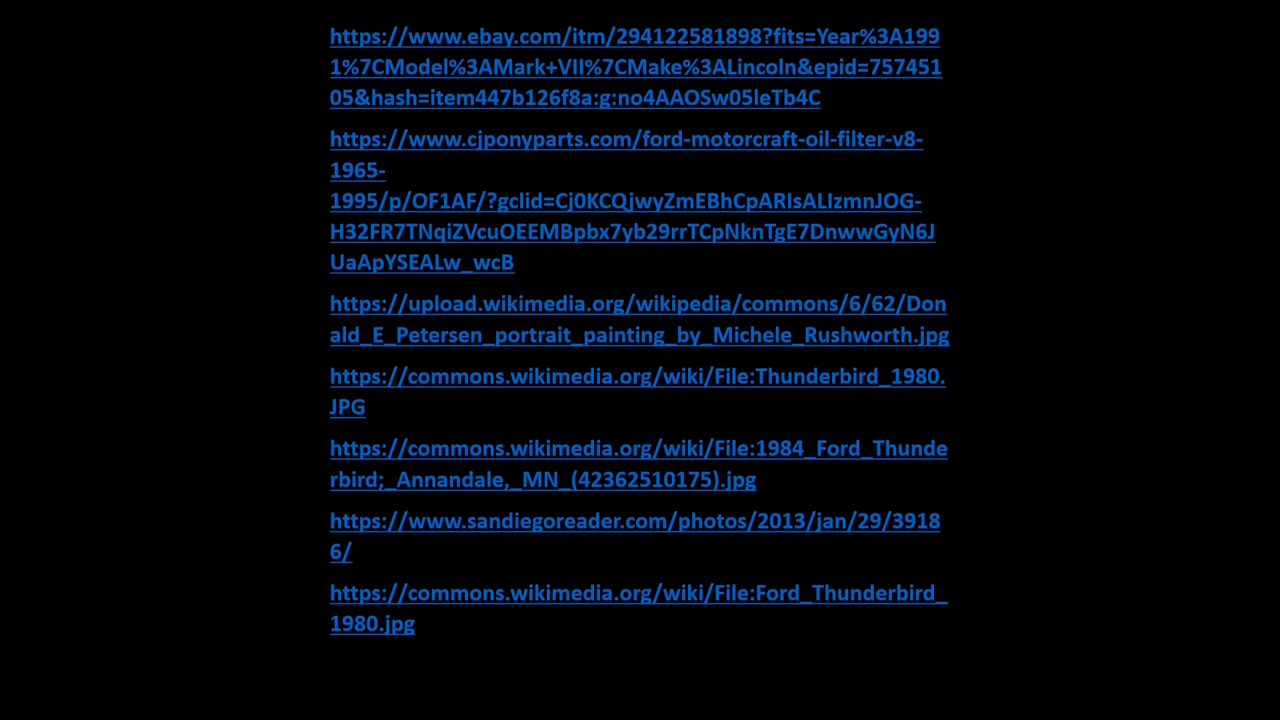 https://www.ebay.com/itm/294122581898?fits=Year%3A199
1%7CModel%3AMark+VII%7CMake%3ALincoln&epid=757451
05&hash=item447b126f8a:g:no4AAOSw05leTb4C
https://www.cjponyparts.com/ford-motorcraft-oil-filter-v8-
1965-
1995/p/OF1AF/?gclid=Cj0KCQjwyZmEBhCpARIsALIzmnJOG-
H32FR7TNqiZVcuOEEMBpbx7yb29rrTCpNknTgE7DnwwGyN6J
UaApYSEALw_wcB
https://upload.wikimedia.org/wikipedia/commons/6/62/Don
ald_E_Petersen_portrait_painting_by_Michele_Rushworth.jpg
https://commons.wikimedia.org/wiki/File:Thunderbird_1980.
JPG
https://commons.wikimedia.org/wiki/File:1984_Ford_Thunde
rbird;_Annandale,_MN_(42362510175).jpg
https://www.sandiegoreader.com/photos/2013/jan/29/3918
6/
https://commons.wikimedia.org/wiki/File:Ford_Thunderbird_
1980.jpg